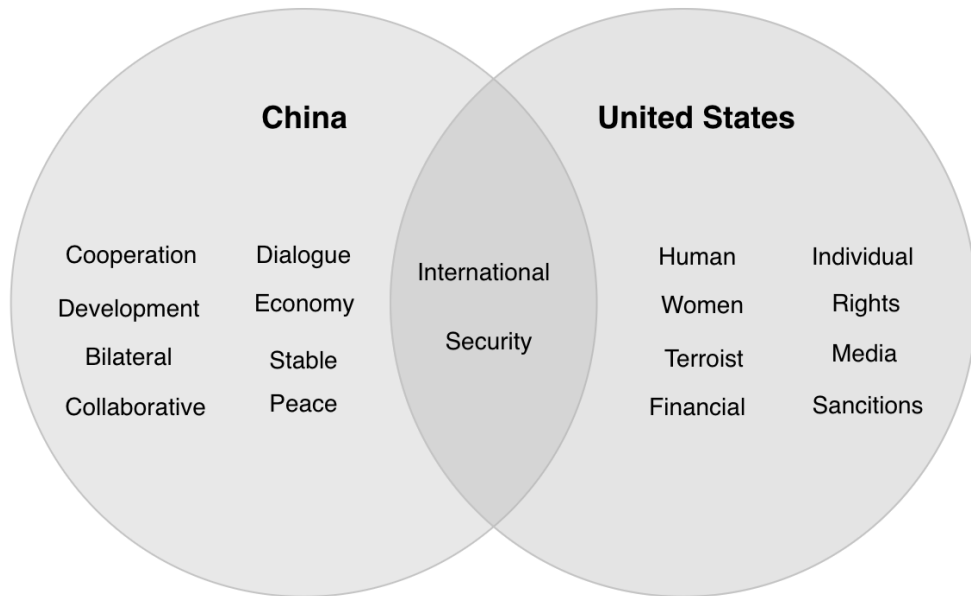 China
United States
Cooperation
Dialogue
Development
Economy
Bilateral
Stable
Collaborative
Peace
International
Security
Human
Individual
Women
Rights
Terroist
Media
Financial
Sancitions